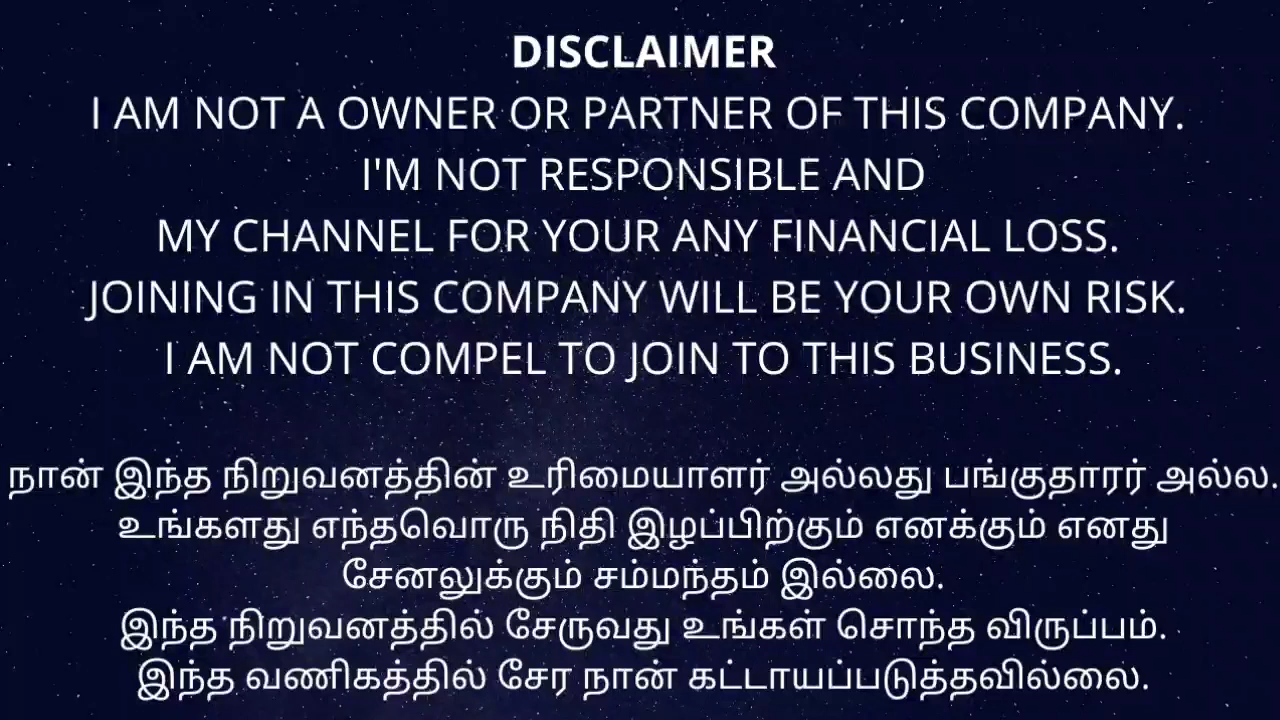 DISCLAIMER
I AM NOT A OWNER OR PARTNER OF THIS COMPANY.
I'M NOT RESPONSIBLE AND
MY CHANNEL FOR YOUR ANY FINANCIAL LOSS.
JOINING IN THIS COMPANY WILL BE YOUR OWN RISK.
I AM NOT COMPEL TO JOIN TO THIS BUSINESS.
நான் இந்த நிறுவனத்தின் உரிமையாளர் அல்லது பங்குதாரர் அல்ல.
உங்களது எந்தவொரு நிதி இழப்பிற்கும் எனக்கும் எனது
சேனலுக்கும் சம்மந்தம் இல்லை.
இந்த நிறுவனத்தில் சேருவது உங்கள் சொந்த விருப்பம்.
இந்த வணிகத்தில் சேர நான் கட்டாயப்படுத்தவில்லை.